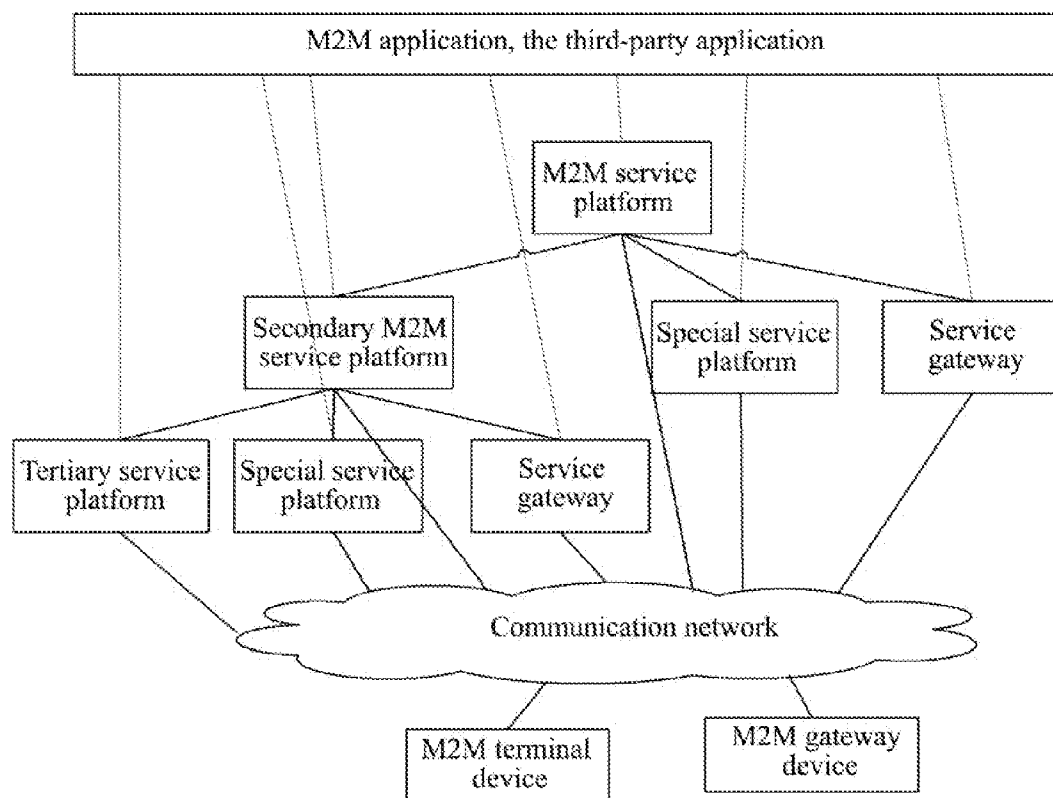 M2M application, the third-party application
M2M service
platform
Secondary M2M
service platform
Special service
platform
Service
gateway
Tertiary service
platform
Special service
platform
Service
gateway
Communication network
M2M terminal
device
M2M gateway
device